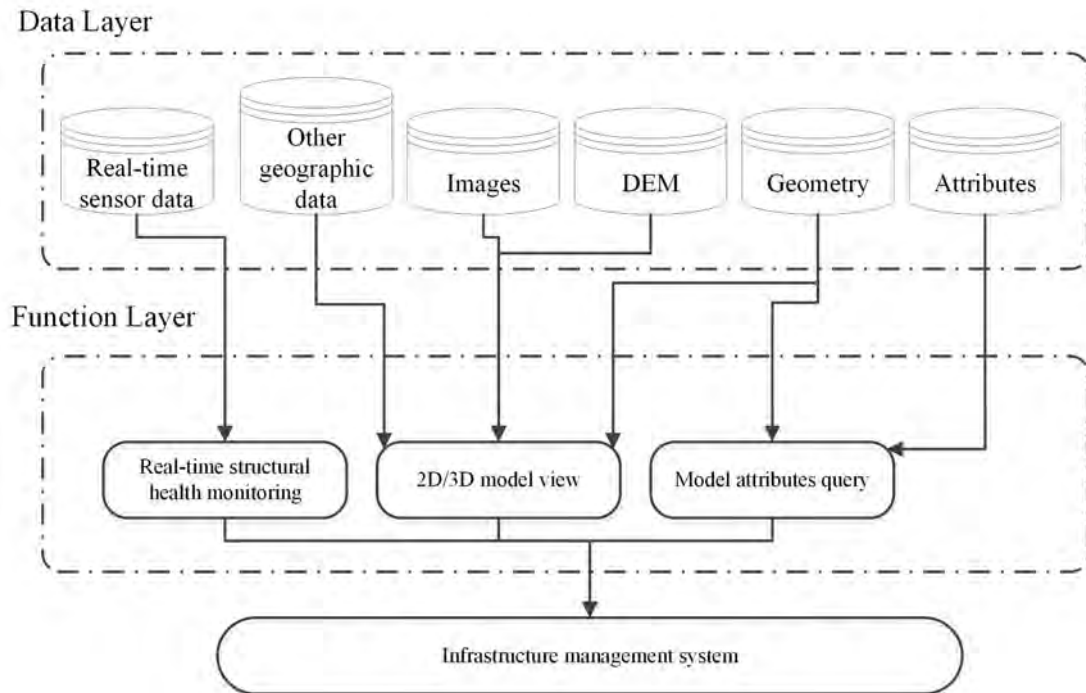 Data Layer
Real-time
sensor data
Other
geographic
data
Images
DEM
Geometry
Attributes
Function Layer
Real-time structural
health monitoring
2D/3D model view
Model attributes query
Infrastructure management system